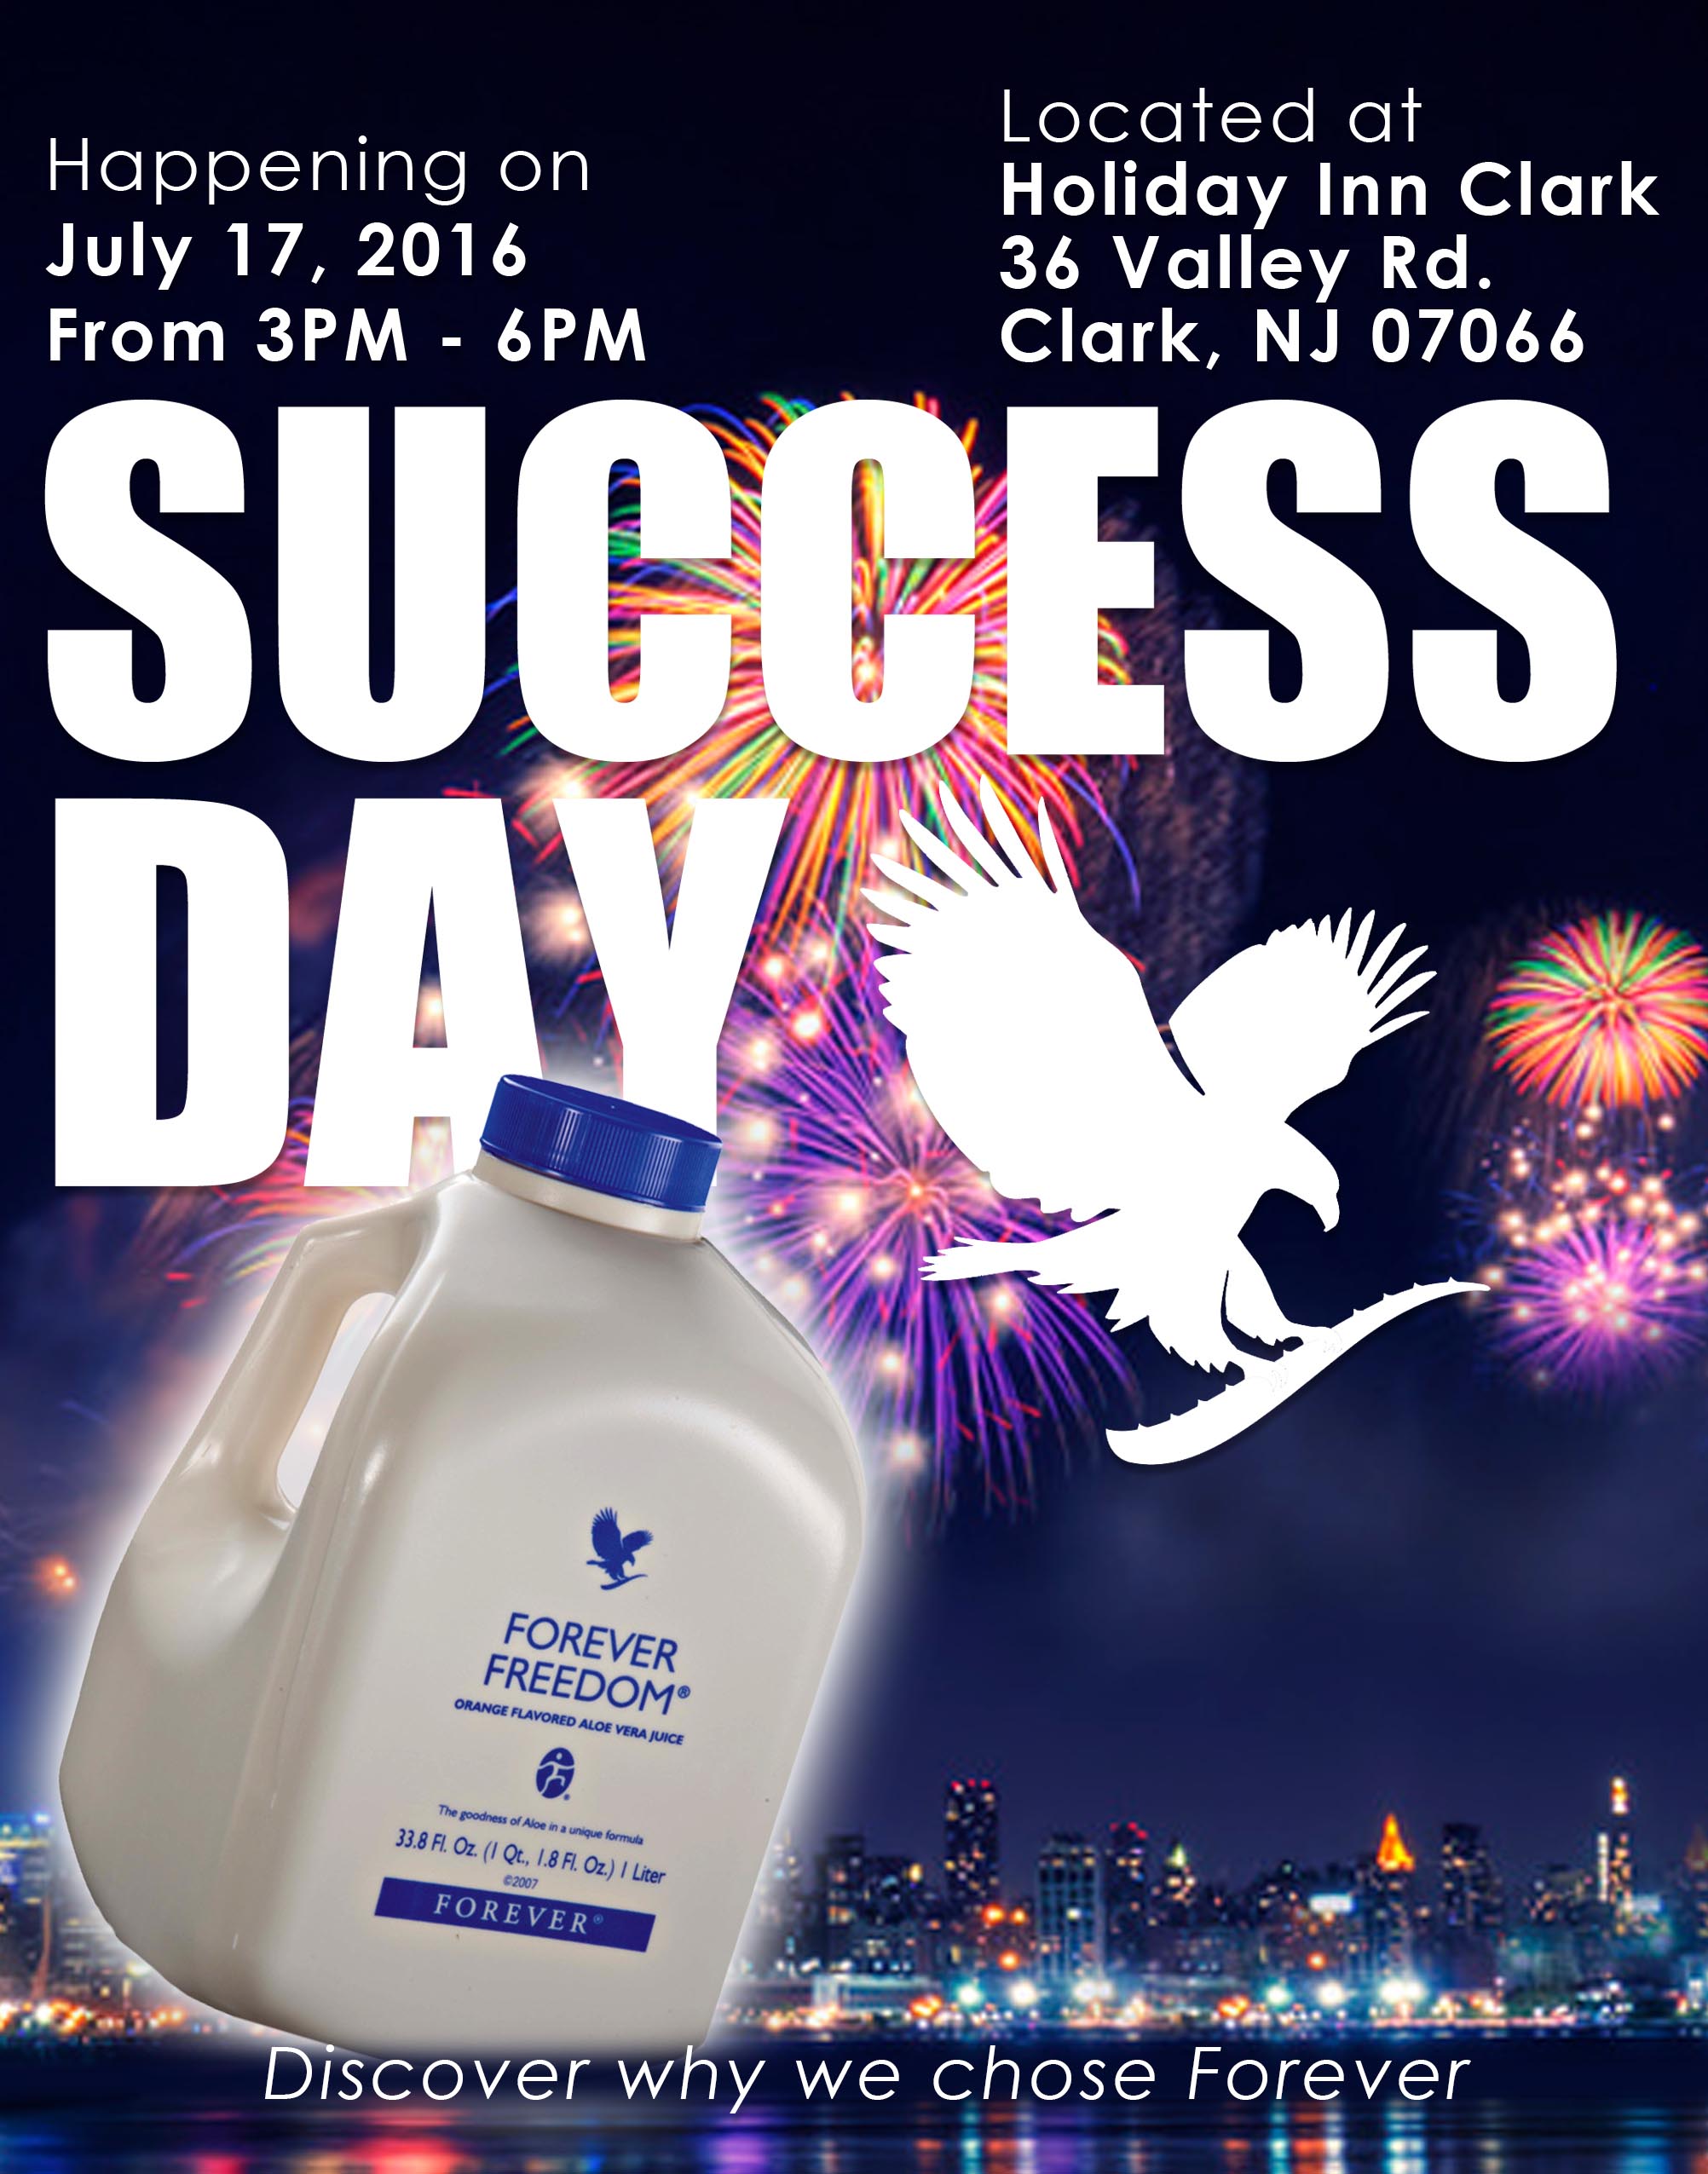 Happening on
July 17, 2016
From 3PM - 6PM
Located at
Holiday Inn Clark
36 Valley Rd.
Clark, NJ 07066
SUCCESS
DAY
FOREVER
FREEDOM®
ORANGE FLAVORED ALOE VERA JUICE
The goodness of Aloe in a unique formula
33.8 Fl. Oz. (1 Qt., 1.8 Fl. Oz.) 1 Liter
©2007
FOREVER®
Discover why we chose Forever